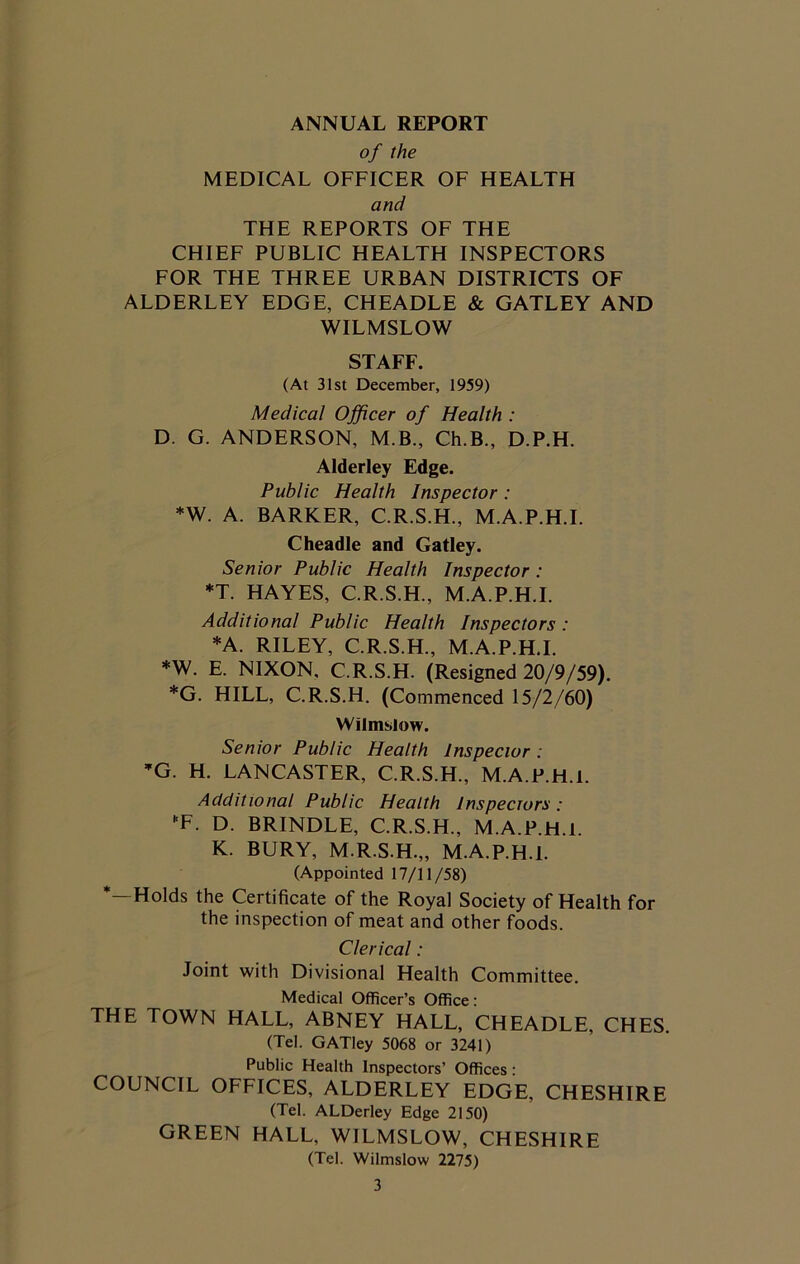 ANNUAL REPORT
of the
MEDICAL OFFICER OF HEALTH
and
THE REPORTS OF THE
CHIEF PUBLIC HEALTH INSPECTORS
FOR THE THREE URBAN DISTRICTS OF
ALDERLEY EDGE, CHEADLE & GATLEY AND
WILMSLOW
STAFF.
(At 31st December, 1959)
Medical Officer of Health :
D. G. ANDERSON, M.B., Ch.B., D.P.H.
Alderley Edge.
Public Health Inspector :
*W. A. BARKER, C.R.S.H., M.A.P.H.I.
Cheadle and Gatley.
Senior Public Health Inspector :
*T. HAYES, C.R.S.H., M.A.P.H.I.
Additional Public Health Inspectors :
*A. RILEY, C.R.S.H., M.A.P.H.I.
*W. E. NIXON, C.R.S.H. (Resigned 20/9/59).
*G. HILL, C.R.S.H. (Commenced 15/2/60)
Wilmslow.
Senior Public Health Inspector :
*G. H. LANCASTER, C.R.S.H., M.A.P.H.I.
Additional Public Health Inspectors :
*F. D. BRINDLE, C.R.S.H., M.A.P.H.I.
K. BURY, M.R.S.H.,, M.A.P.H.I.
(Appointed 17/11/58)
*—Holds the Certificate of the Royal Society of Health for
the inspection of meat and other foods.
Clerical :
Joint with Divisional Health Committee.
Medical Officer's Office :
THE TOWN HALL, ABNEY HALL, CHEADLE, CHES.
(Tel. GATley 5068 or 3241)
Public Health Inspectors' Offices :
COUNCIL OFFICES, ALDERLEY EDGE, CHESHIRE
(Tel. ALDerley Edge 2150)
GREEN HALL, WILMSLOW, CHESHIRE
(Tel. Wilmslow 2275)
3